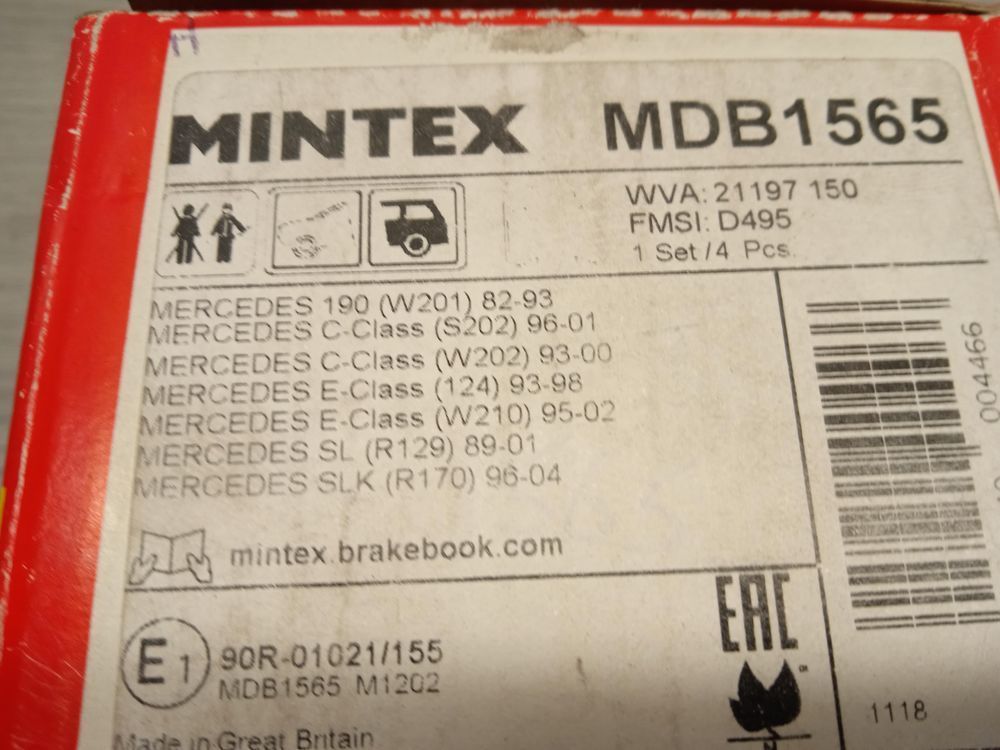 MINTEX MDB1565
WVA: 21197 150
FMSI: D495
1 Set/4 Pcs.
MERCEDES 190 (W201) 82-93
MERCEDES C-Class (S202) 96-01
MERCEDES C-Class (W202) 93-00
MERCEDES E-Class (124) 93-98
MERCEDES E-Class (W210) 95-02
MERCEDES SL (R129) 89-01
MERCEDES SLK (R170) 96-04
004466
mintex.brakebook.com
EAC
E1 90R-01021/155
MDB1565 M1202
1118
Made in Great Britain